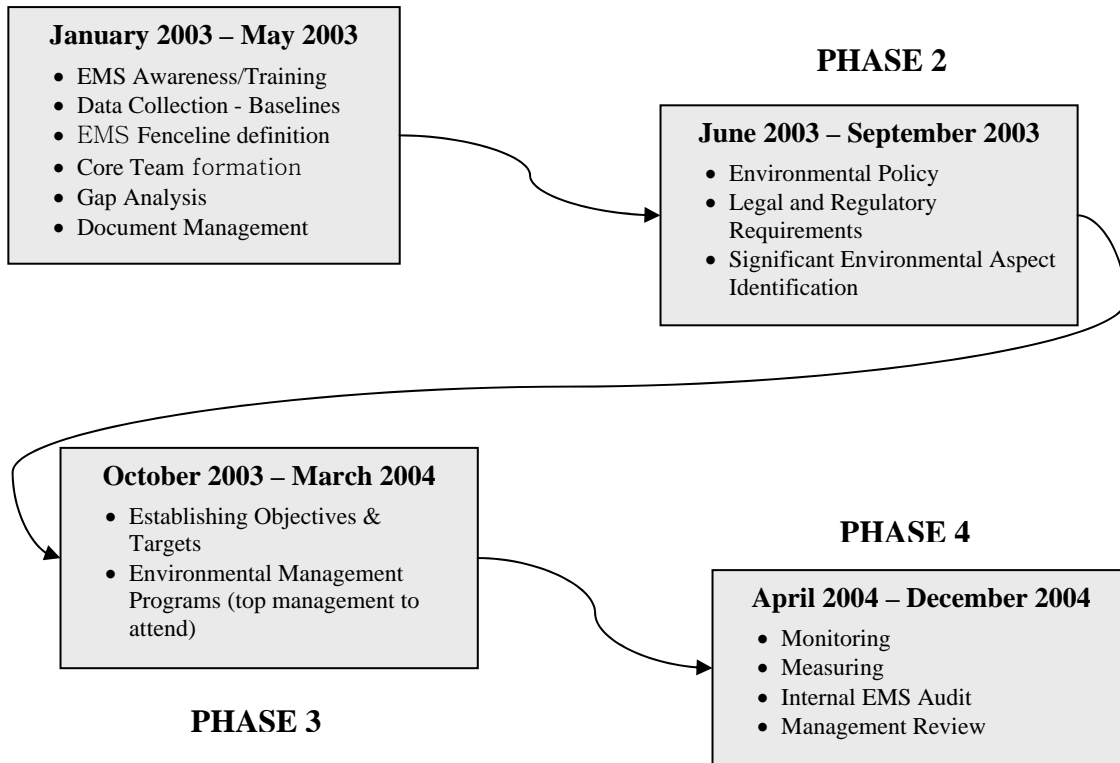 January 2003 – May 2003
• EMS Awareness/Training
• Data Collection - Baselines
• EMS Fenceline definition
• Core Team formation
• Gap Analysis
• Document Management
PHASE 2
June 2003 – September 2003
• Environmental Policy
• Legal and Regulatory
Requirements
• Significant Environmental Aspect
Identification
October 2003 – March 2004
• Establishing Objectives &
Targets
• Environmental Management
Programs (top management to
attend)
PHASE 3
PHASE 4
April 2004 – December 2004
• Monitoring
• Measuring
• Internal EMS Audit
• Management Review